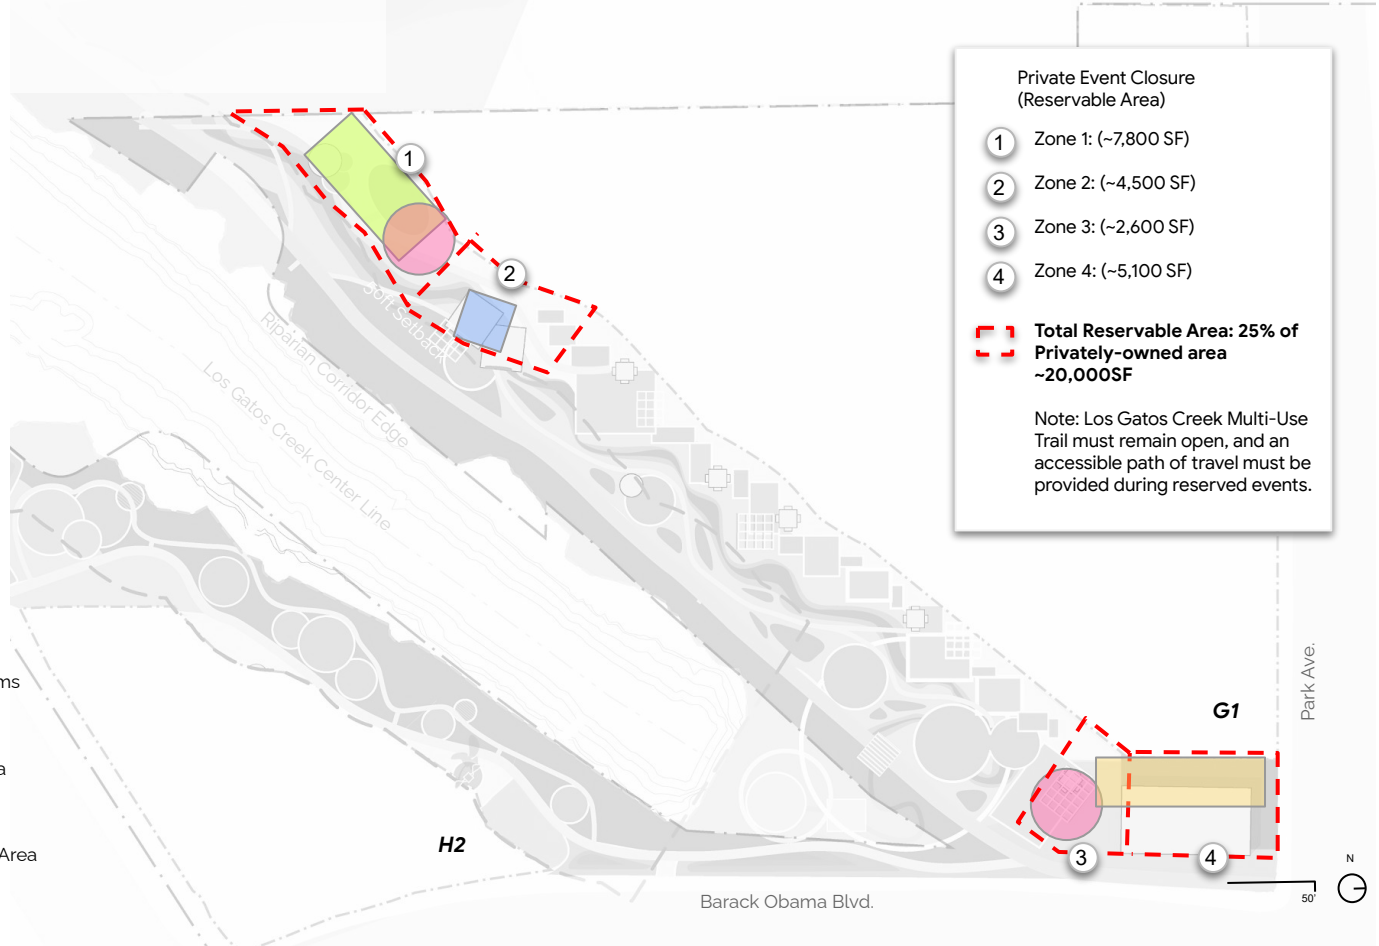 Private Event Closure
(Reservable Area)
1 Zone 1: (~7,800 SF)
2 Zone 2: (~4,500 SF)
3 Zone 3: (~2,600 SF)
4 Zone 4: (~5,100 SF)
Total Reservable Area: 25% of
Privately-owned area
~20,000SF
Note: Los Gatos Creek Multi-Use
Trail must remain open, and an
accessible path of travel must be
provided during reserved events.
1
2
Soft Setback
Riparian Corridor Edge
Los Gatos Creek Center Line
ms
a
Area
H2
G1
Park Ave.
3
4
Barack Obama Blvd.
50'
N